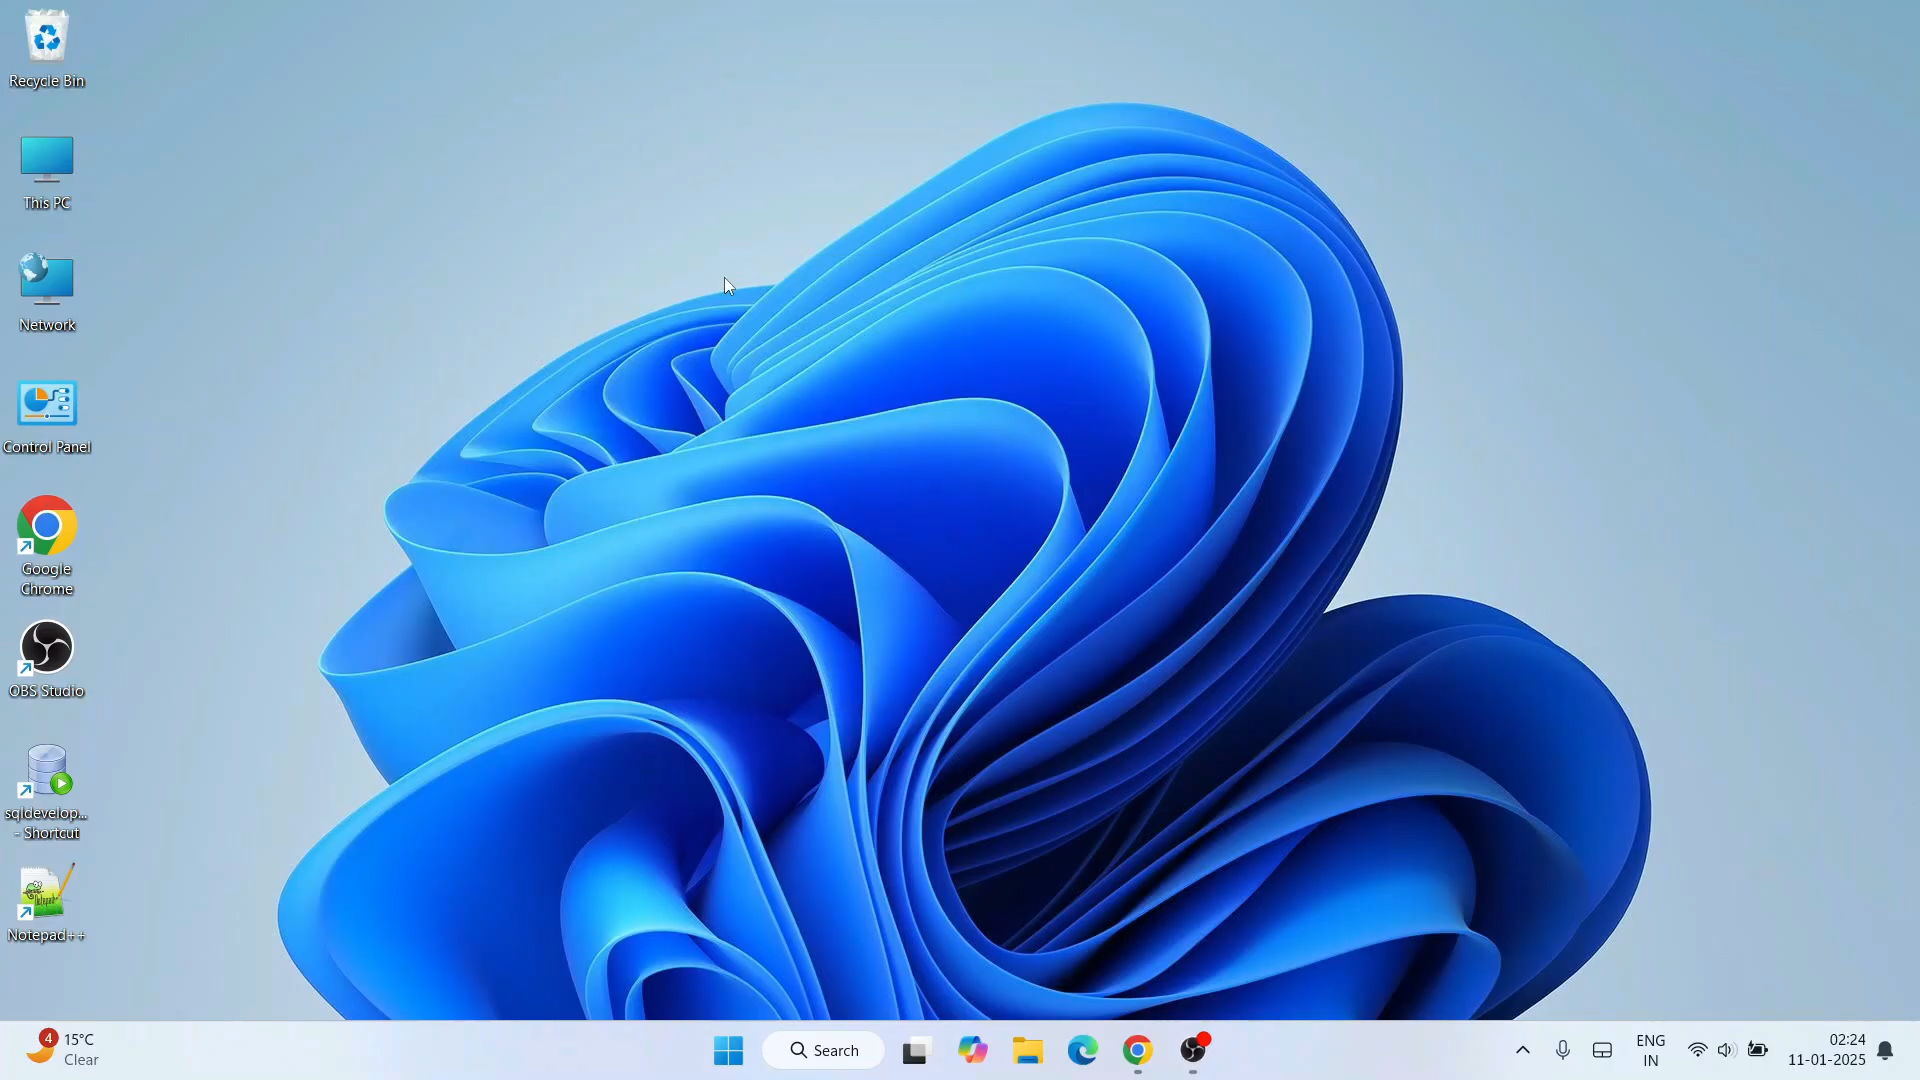 Recycle Bin
This PC
Network
Control Panel
Google
Chrome
OBS Studio
sqldevelop...
- Shortcut
Notepad++
4
15°C
Clear
Search
ENG
IN
02:24
11-01-2025